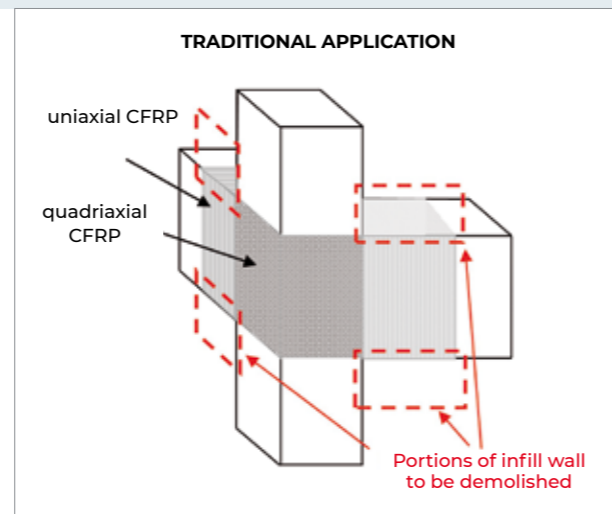 TRADITIONAL APPLICATION
uniaxial CFRP
quadriaxial
CFRP
Portions of infill wall
to be demolished